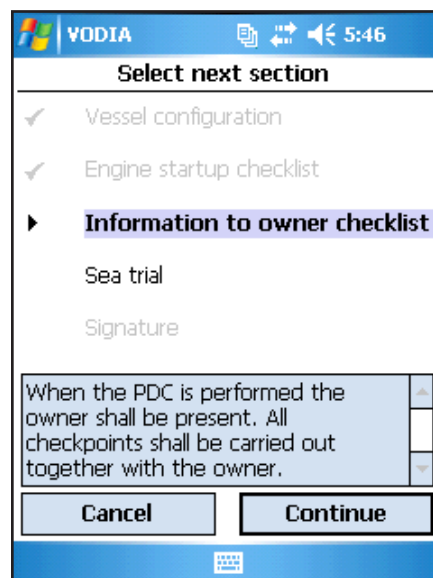 VODIA 5:46
Select next section
Vessel configuration
Engine startup checklist
Information to owner checklist
Sea trial
Signature
When the PDC is performed the
owner shall be present. All
checkpoints shall be carried out
together with the owner.
Cancel Continue